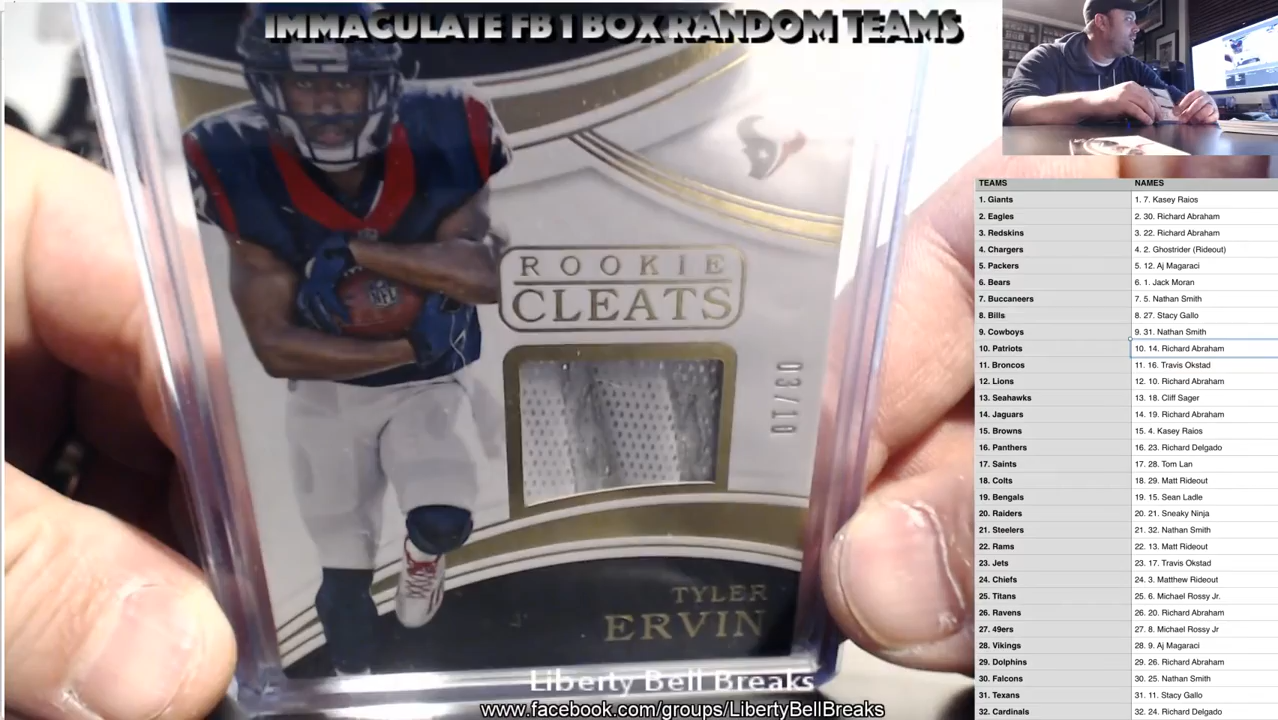 IMMACULATE FB 1 BOX RANDOM TEAMS
ROOKIE
CLEATS
NFL
03/10
TYLER
ERVIN
Liberty Bell Breaks
www.facebook.com/groups/LibertyBellBreaks
TEAMS NAMES
1. Giants 1. 7. Kasey Raios
2. Eagles 2. 30. Richard Abraham
3. Redskins 3. 22. Richard Abraham
4. Chargers 4. 2. Ghostrider (Rideout)
5. Packers 5. 12. Aj Magaraci
6. Bears 6. 1. Jack Moran
7. Buccaneers 7. 5. Nathan Smith
8. Bills 8. 27. Stacy Gallo
9. Cowboys 9. 31. Nathan Smith
10. Patriots 10. 14. Richard Abraham
11. Broncos 11. 16. Travis Okstad
12. Lions 12. 10. Richard Abraham
13. Seahawks 13. 18. Cliff Sager
14. Jaguars 14. 19. Richard Abraham
15. Browns 15. 4. Kasey Raios
16. Panthers 16. 23. Richard Delgado
17. Saints 17. 28. Tom Lan
18. Colts 18. 29. Matt Rideout
19. Bengals 19. 15. Sean Ladle
20. Raiders 20. 21. Sneaky Ninja
21. Steelers 21. 32. Nathan Smith
22. Rams 22. 13. Matt Rideout
23. Jets 23. 17. Travis Okstad
24. Chiefs 24. 3. Matthew Rideout
25. Titans 25. 6. Michael Rossy Jr.
26. Ravens 26. 20. Richard Abraham
27. 49ers 27. 8. Michael Rossy Jr
28. Vikings 28. 9. Aj Magaraci
29. Dolphins 29. 26. Richard Abraham
30. Falcons 30. 25. Nathan Smith
31. Texans 31. 11. Stacy Gallo
32. Cardinals 32. 24. Richard Delgado